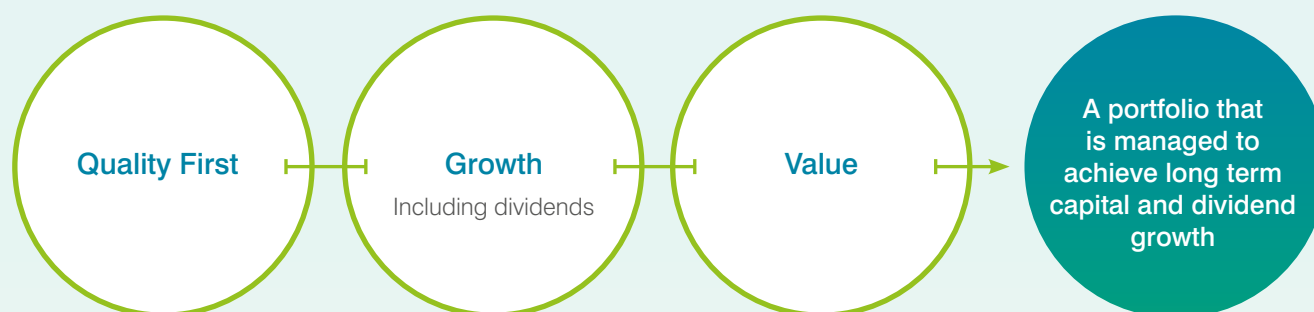 Quality First
Growth
Including dividends
Value
A portfolio that
is managed to
achieve long term
capital and dividend
growth